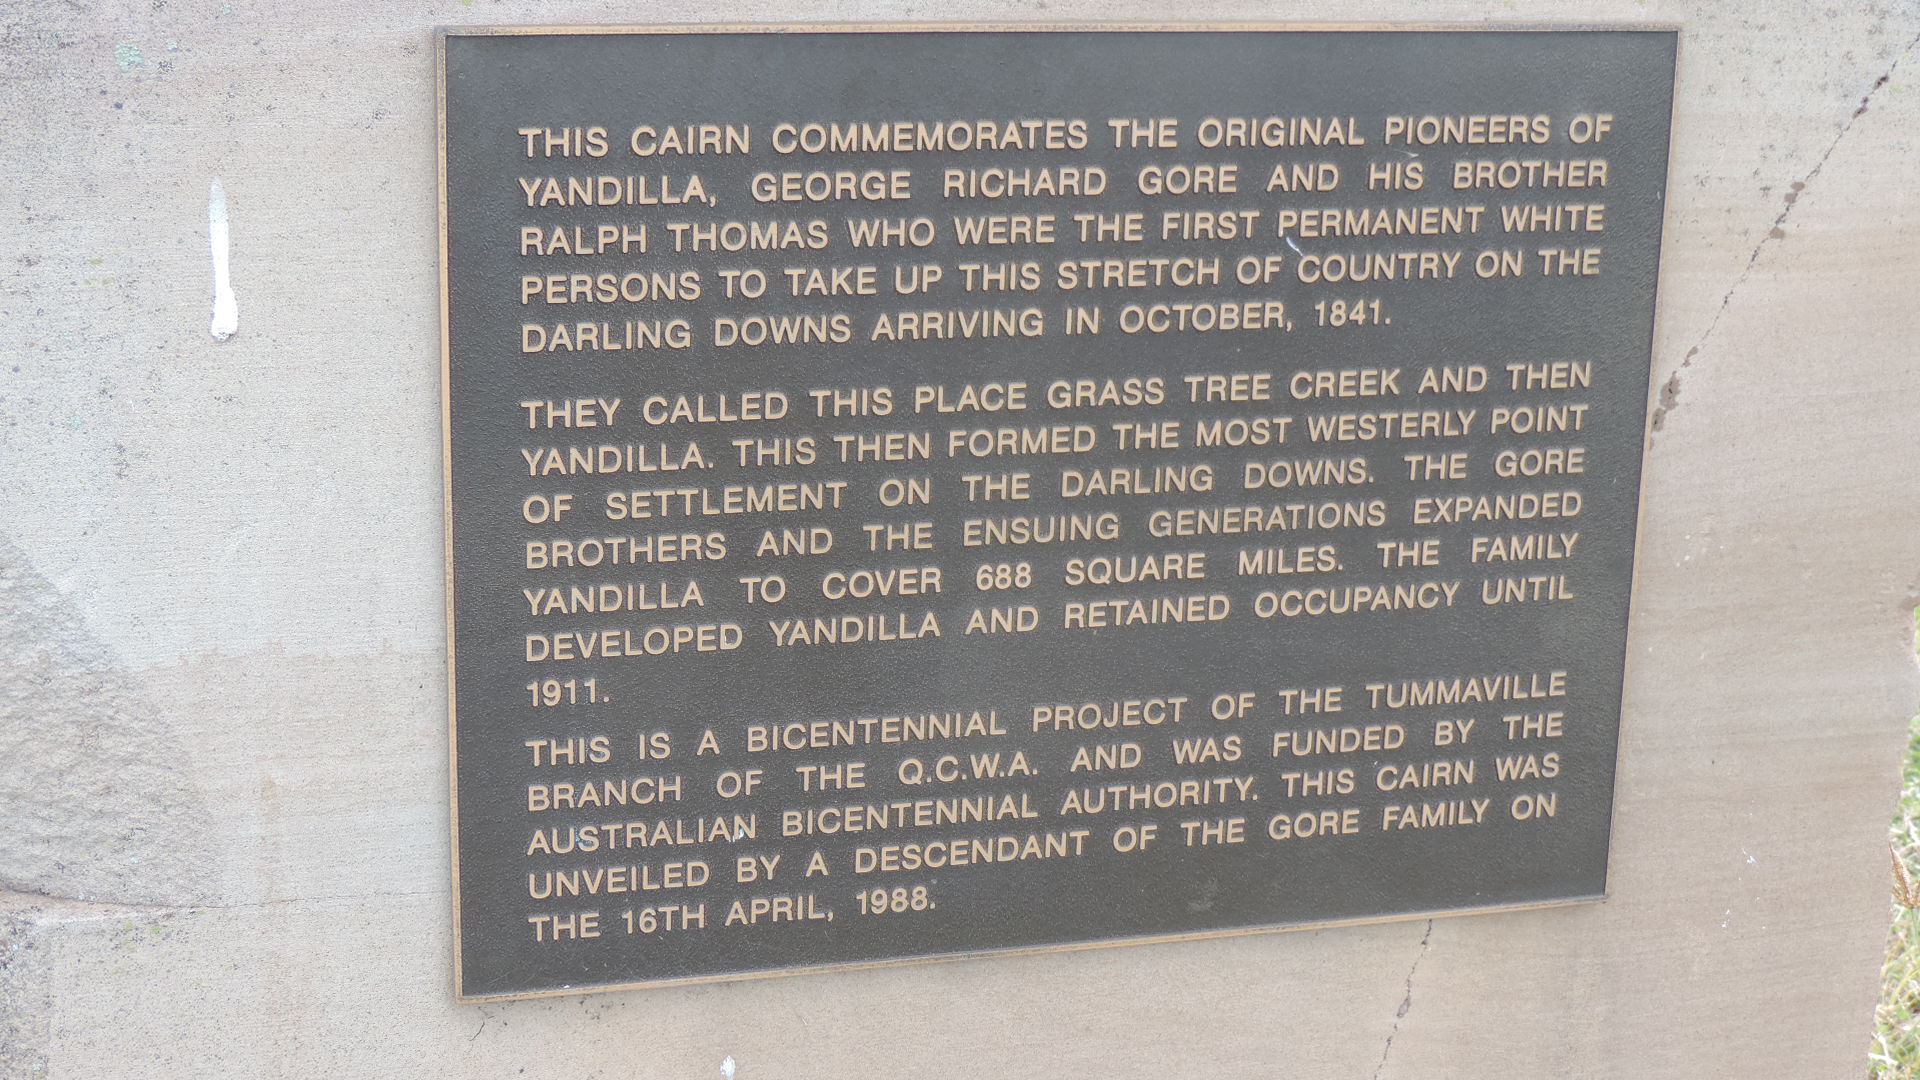 THIS CAIRN COMMEMORATES THE ORIGINAL PIONEERS OF
YANDILLA, GEORGE RICHARD GORE AND HIS BROTHER
RALPH THOMAS WHO WERE THE FIRST PERMANENT WHITE
PERSONS TO TAKE UP THIS STRETCH OF COUNTRY ON THE
DARLING DOWNS ARRIVING IN OCTOBER, 1841.
THEY CALLED THIS PLACE GRASS TREE CREEK AND THEN
YANDILLA. THIS THEN FORMED THE MOST WESTERLY POINT
OF SETTLEMENT ON THE DARLING DOWNS. THE GORE
BROTHERS AND THE ENSUING GENERATIONS EXPANDED
YANDILLA TO COVER 688 SQUARE MILES. THE FAMILY
DEVELOPED YANDILLA AND RETAINED OCCUPANCY UNTIL
1911.
THIS IS A BICENTENNIAL PROJECT OF THE TUMMAVILLE
BRANCH OF THE Q.C.W.A. AND WAS FUNDED BY THE
AUSTRALIAN BICENTENNIAL AUTHORITY. THIS CAIRN WAS
UNVEILED BY A DESCENDANT OF THE GORE FAMILY ON
THE 16TH APRIL, 1988.